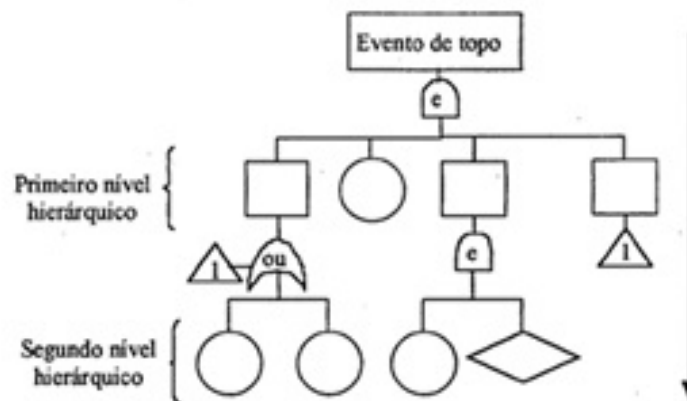 Evento de topo
e
Primeiro nível
hierárquico
1
ou
e
1
Segundo nível
hierárquico